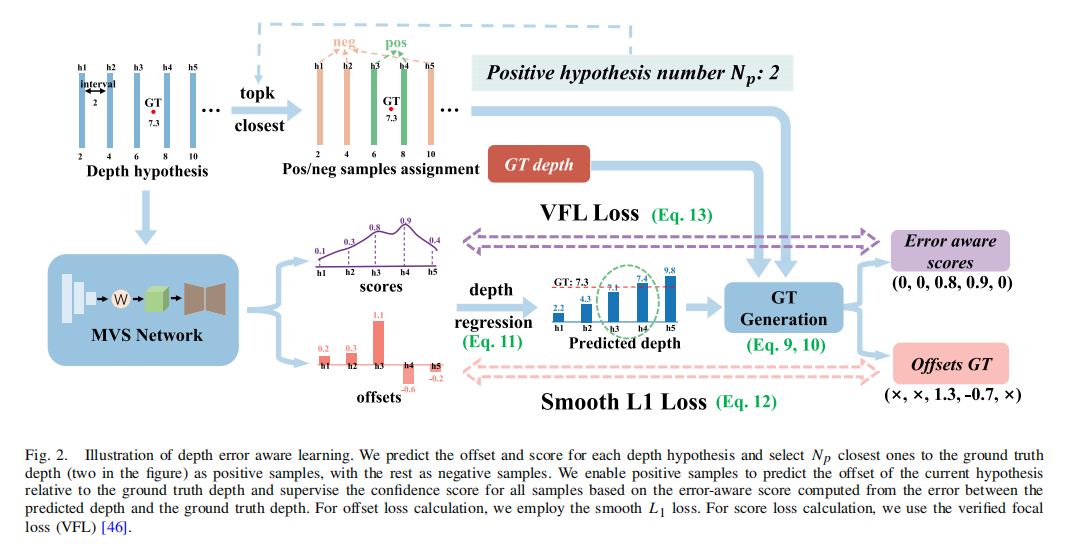 neg pos
h1 h2 h3 h4 h5
interval
2
GT
7.3
...
2 4 6 8 10
Depth hypothesis
topk
closest
h1 h2 h3 h4 h5
GT
7.3
...
2 4 6 8 10
Pos/neg samples assignment
Positive hypothesis number Np: 2
GT depth
VFL Loss (Eq. 13)
W
MVS Network
0.1 0.3 0.8 0.9 0.4
h1 h2 h3 h4 h5
scores
0.2 0.3 1.1 -0.6 -0.2
h1 h2 h3 h4 h5
offsets
depth
regression
(Eq. 11)
GT: 7.3
2.2 4.3 7.1 7.4 9.8
h1 h2 h3 h4 h5
Predicted depth
GT
Generation
(Eq. 9, 10)
Error aware
scores
(0, 0, 0.8, 0.9, 0)
Offsets GT
(×, ×, 1.3, -0.7, ×)
Smooth L1 Loss (Eq. 12)
Fig. 2. Illustration of depth error aware learning. We predict the offset and score for each depth hypothesis and select Np closest ones to the ground truth
depth (two in the figure) as positive samples, with the rest as negative samples. We enable positive samples to predict the offset of the current hypothesis
relative to the ground truth depth and supervise the confidence score for all samples based on the error-aware score computed from the error between the
predicted depth and the ground truth depth. For offset loss calculation, we employ the smooth L1 loss. For score loss calculation, we use the verified focal
loss (VFL) [46].